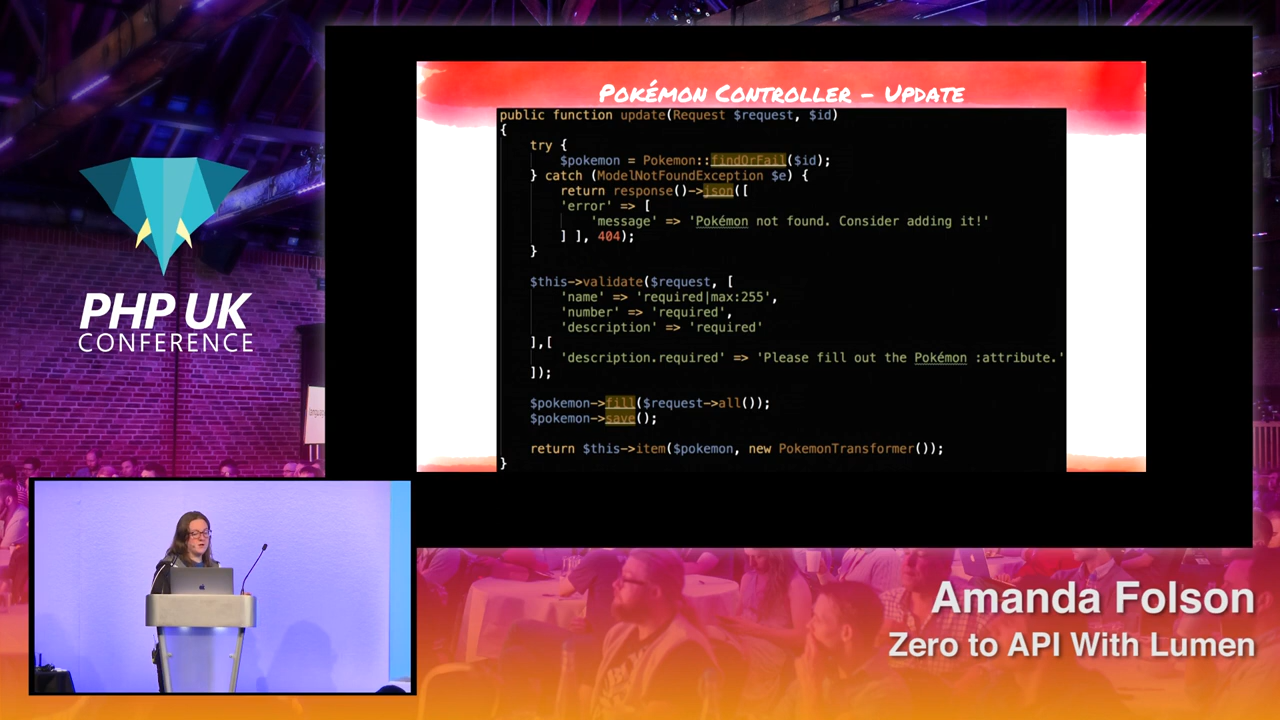 PHP UK
CONFERENCE
POKÉMON CONTROLLER - UPDATE
public function update(Request $request, $id)
{
    try {
        $pokemon = Pokemon::findOrFail($id);
    } catch (ModelNotFoundException $e) {
        return response()->json([
        'error' => [
            'message' => 'Pokémon not found. Consider adding it!'
        ] ], 404);
    }
    $this->validate($request, [
        'name' => 'required|max:255',
        'number' => 'required',
        'description' => 'required'
    ],[
        'description.required' => 'Please fill out the Pokémon :attribute.'
    ]);
    $pokemon->fill($request->all());
    $pokemon->save();
    return $this->item($pokemon, new PokemonTransformer());
}
Amanda Folson
Zero to API With Lumen